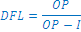 DFL = OP / (OP − I)